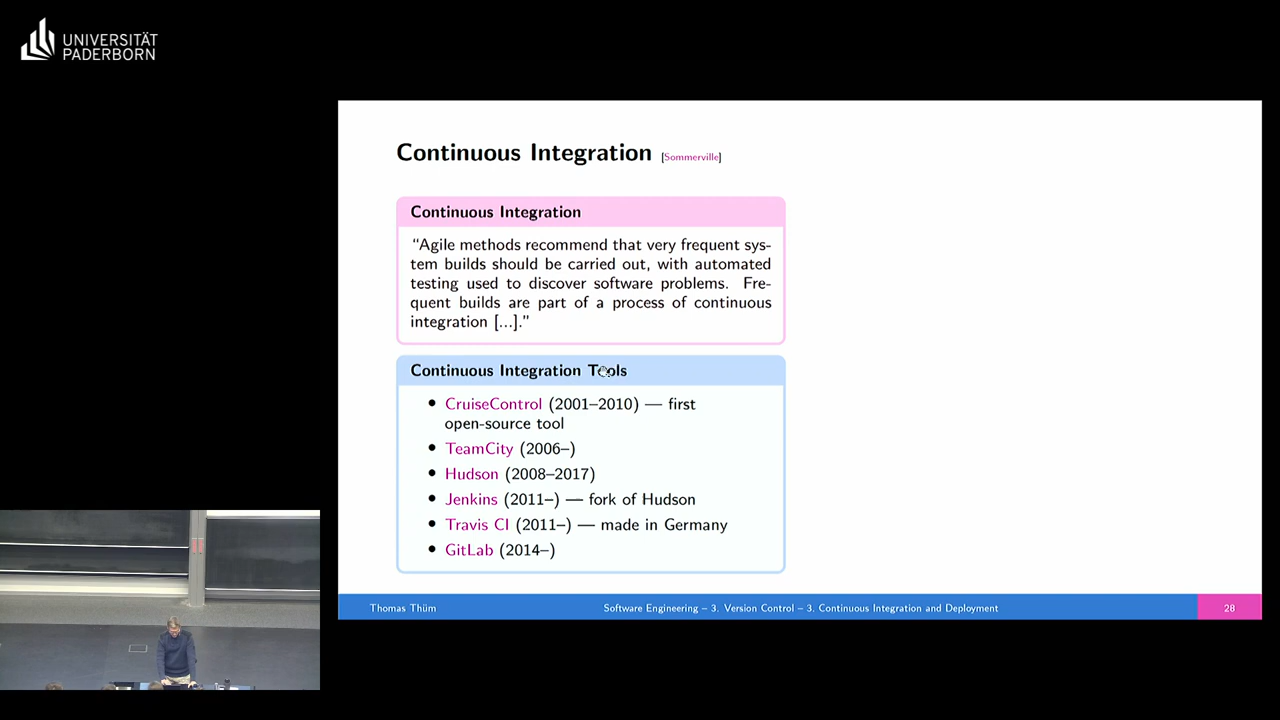 UNIVERSITÄT
PADERBORN
Continuous Integration [Sommerville]
Continuous Integration
“Agile methods recommend that very frequent sys-
tem builds should be carried out, with automated
testing used to discover software problems. Fre-
quent builds are part of a process of continuous
integration [...].”
Continuous Integration Tools
• CruiseControl (2001–2010) — first
open-source tool
• TeamCity (2006–)
• Hudson (2008–2017)
• Jenkins (2011–) — fork of Hudson
• Travis CI (2011–) — made in Germany
• GitLab (2014–)
Thomas Thüm
Software Engineering – 3. Version Control – 3. Continuous Integration and Deployment
28